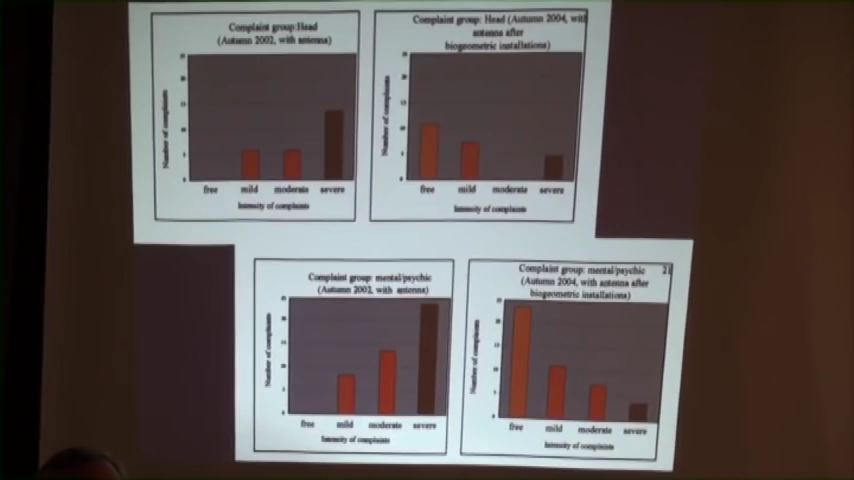 Complaint group:Head
(Autumn 2002, with antenna)
Number of complaints
free mild moderate severe
Intensity of complaints
Complaint group: Head (Autumn 2004, with
antenna after
biogeometric installations)
Number of complaints
free mild moderate severe
Intensity of complaints
Complaint group: mental/psychic
(Autumn 2002, with antenna)
Number of complaints
free mild moderate severe
Intensity of complaints
Complaint group: mental/psychic
(Autumn 2004, with antenna after
biogeometric installations)
Number of complaints
free mild moderate severe
Intensity of complaints